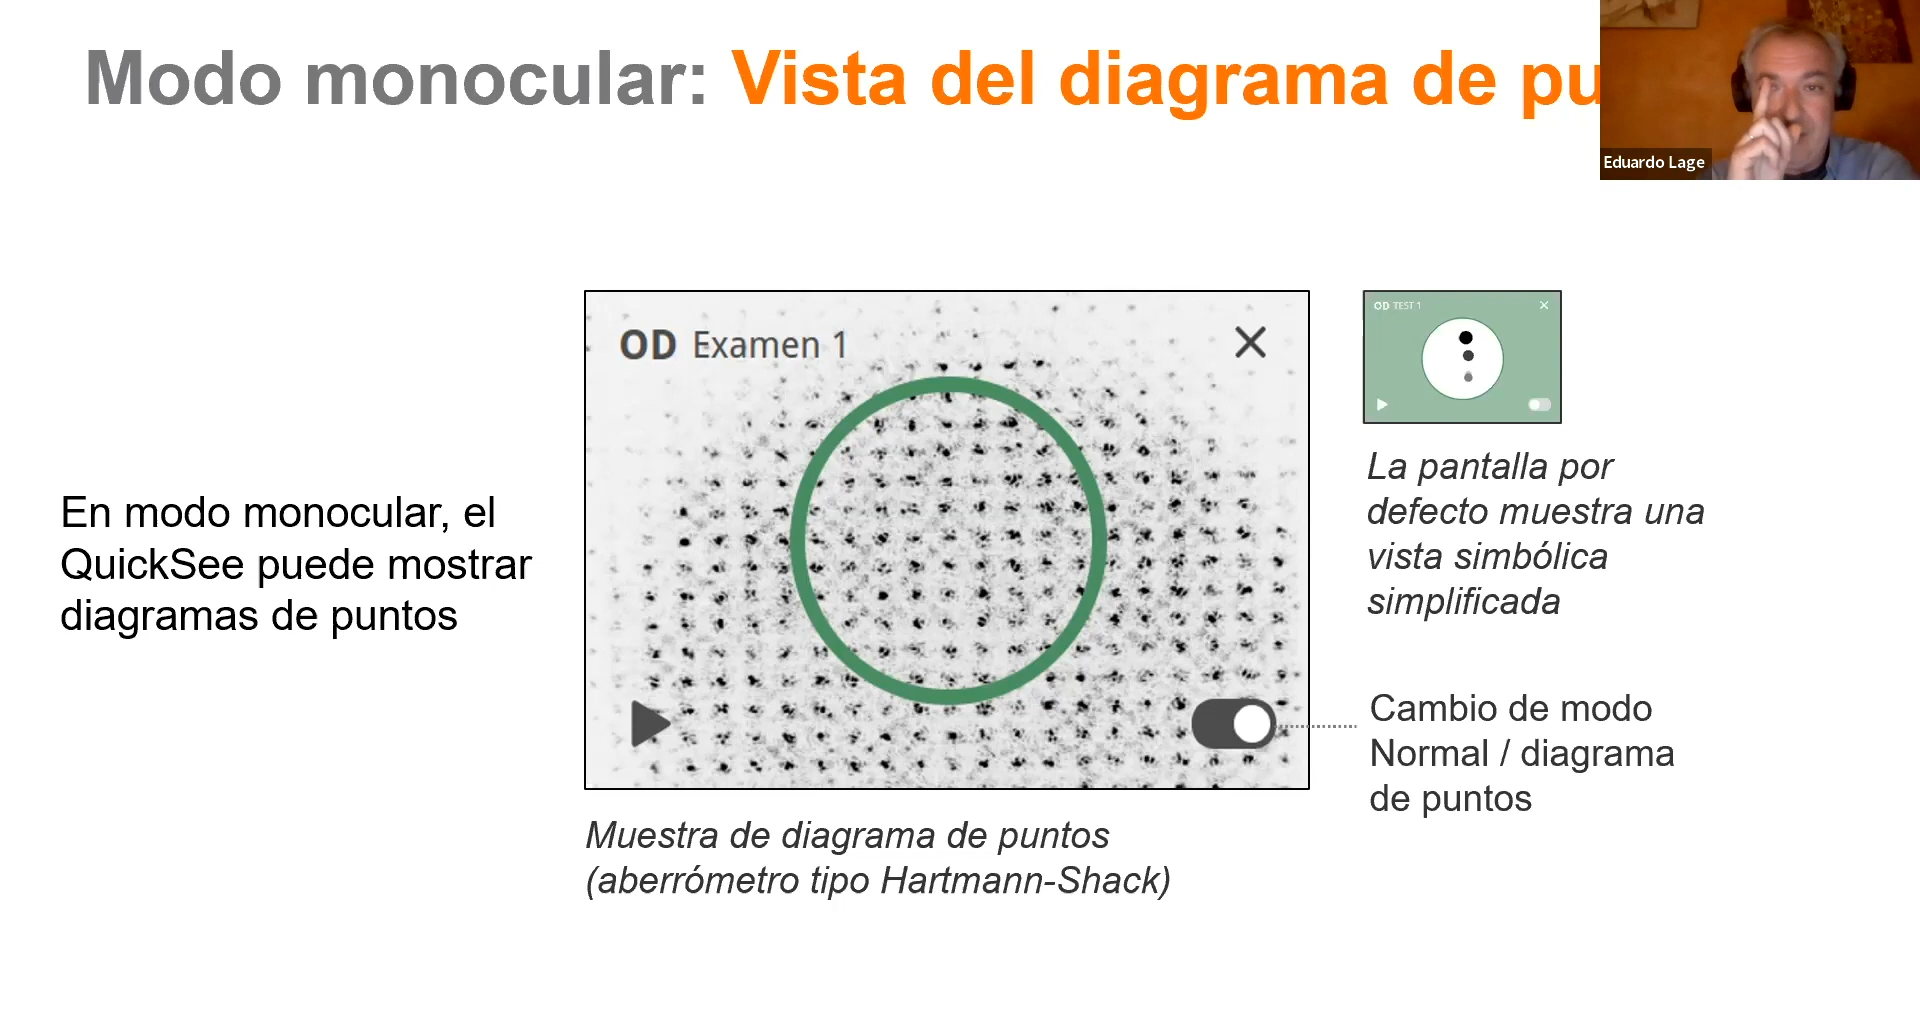 Modo monocular: Vista del diagrama de
Eduardo Lage
En modo monocular, el
QuickSee puede mostrar
diagramas de puntos
OD Examen 1
Muestra de diagrama de puntos
(aberrómetro tipo Hartmann-Shack)
OD TEST 1
La pantalla por
defecto muestra una
vista simbólica
simplificada
Cambio de modo
Normal / diagrama
de puntos